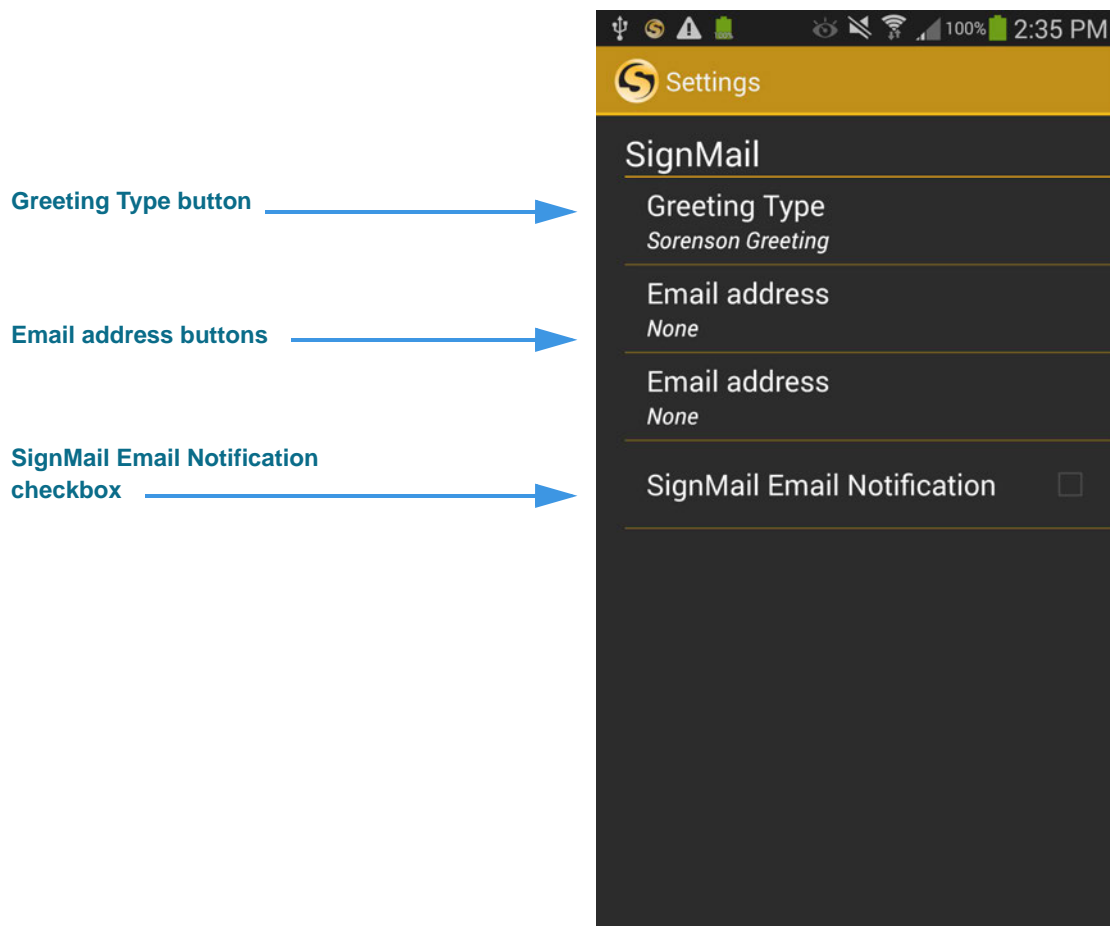 100% 2:35 PM
100%
Settings
SignMail
Greeting Type button
Greeting Type
Sorenson Greeting
Email address
Email address buttons
None
Email address
None
SignMail Email Notification
checkbox
SignMail Email Notification